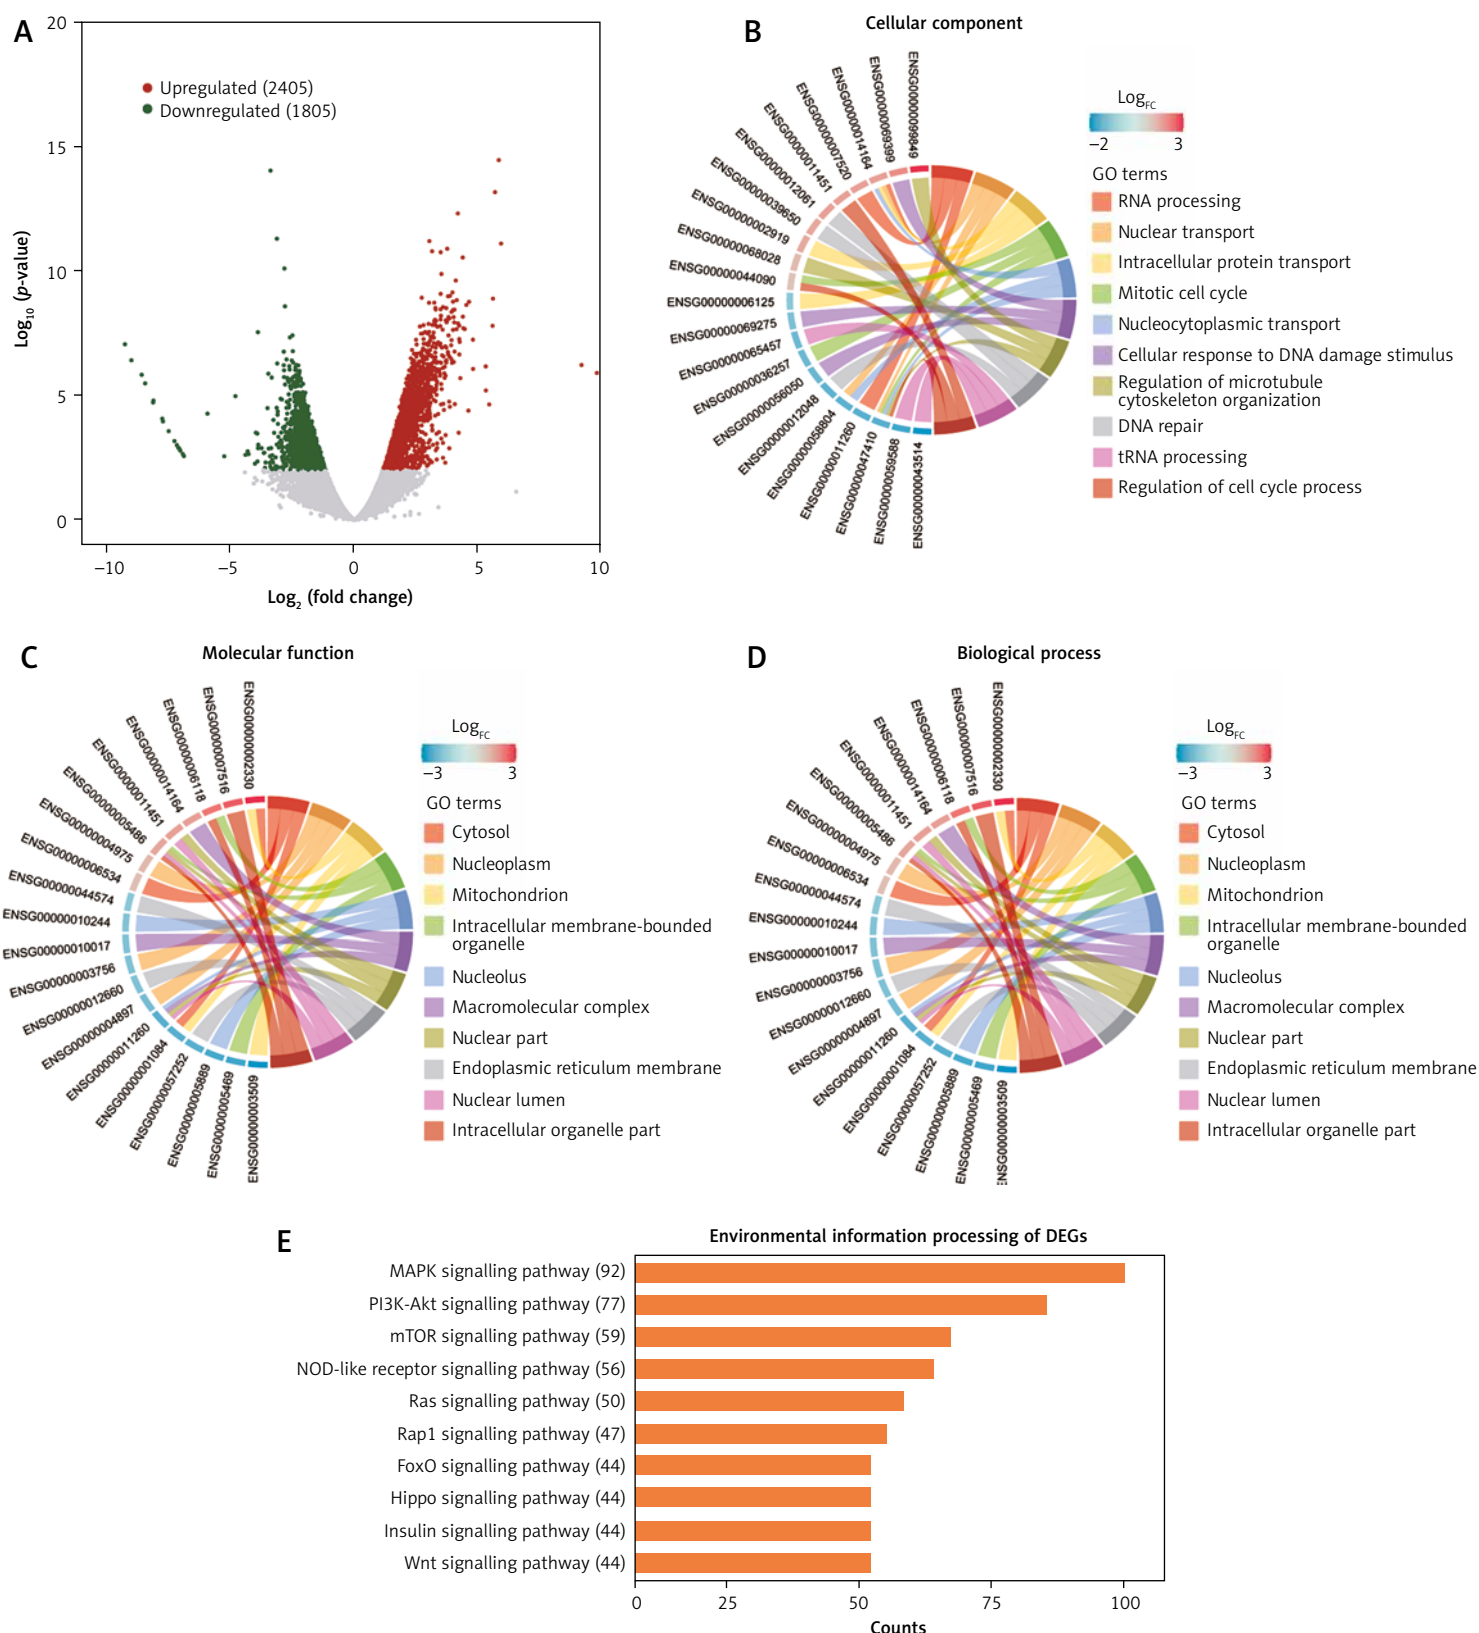 A
20
15
10
5
0
Log10 (p-value)
Upregulated (2405)
Downregulated (1805)
−10
−5
0
5
10
Log2 (fold change)
B
Cellular component
ENSG00000099849
ENSG00000069399
ENSG00000014164
ENSG00000007520
ENSG00000011451
ENSG00000012061
ENSG00000039650
ENSG00000002919
ENSG00000068028
ENSG00000044090
ENSG00000006125
ENSG00000069275
ENSG00000065457
ENSG00000036257
ENSG00000056050
ENSG00000012048
ENSG00000058804
ENSG00000011260
ENSG00000047410
ENSG00000059588
ENSG00000043514
LogFC
−2
3
GO terms
RNA processing
Nuclear transport
Intracellular protein transport
Mitotic cell cycle
Nucleocytoplasmic transport
Cellular response to DNA damage stimulus
Regulation of microtubule
cytoskeleton organization
DNA repair
tRNA processing
Regulation of cell cycle process
C
Molecular function
ENSG00000002330
ENSG00000007516
ENSG00000006118
ENSG00000014164
ENSG00000011451
ENSG00000005486
ENSG00000004975
ENSG00000006534
ENSG00000044574
ENSG00000010244
ENSG00000010017
ENSG00000003756
ENSG00000012660
ENSG00000004897
ENSG00000011260
ENSG00000001084
ENSG00000057252
ENSG00000005889
ENSG00000005469
ENSG00000003509
LogFC
−3
3
GO terms
Cytosol
Nucleoplasm
Mitochondrion
Intracellular membrane-bounded
organelle
Nucleolus
Macromolecular complex
Nuclear part
Endoplasmic reticulum membrane
Nuclear lumen
Intracellular organelle part
D
Biological process
ENSG00000002330
ENSG00000007516
ENSG00000006118
ENSG00000014164
ENSG00000011451
ENSG00000005486
ENSG00000004975
ENSG00000006534
ENSG00000044574
ENSG00000010244
ENSG00000010017
ENSG00000003756
ENSG00000012660
ENSG00000004897
ENSG00000011260
ENSG00000001084
ENSG00000057252
ENSG00000005889
ENSG00000005469
ENSG00000003509
LogFC
−3
3
GO terms
Cytosol
Nucleoplasm
Mitochondrion
Intracellular membrane-bounded
organelle
Nucleolus
Macromolecular complex
Nuclear part
Endoplasmic reticulum membrane
Nuclear lumen
Intracellular organelle part
E
Environmental information processing of DEGs
MAPK signalling pathway (92)
PI3K-Akt signalling pathway (77)
mTOR signalling pathway (59)
NOD-like receptor signalling pathway (56)
Ras signalling pathway (50)
Rap1 signalling pathway (47)
FoxO signalling pathway (44)
Hippo signalling pathway (44)
Insulin signalling pathway (44)
Wnt signalling pathway (44)
0
25
50
75
100
Counts